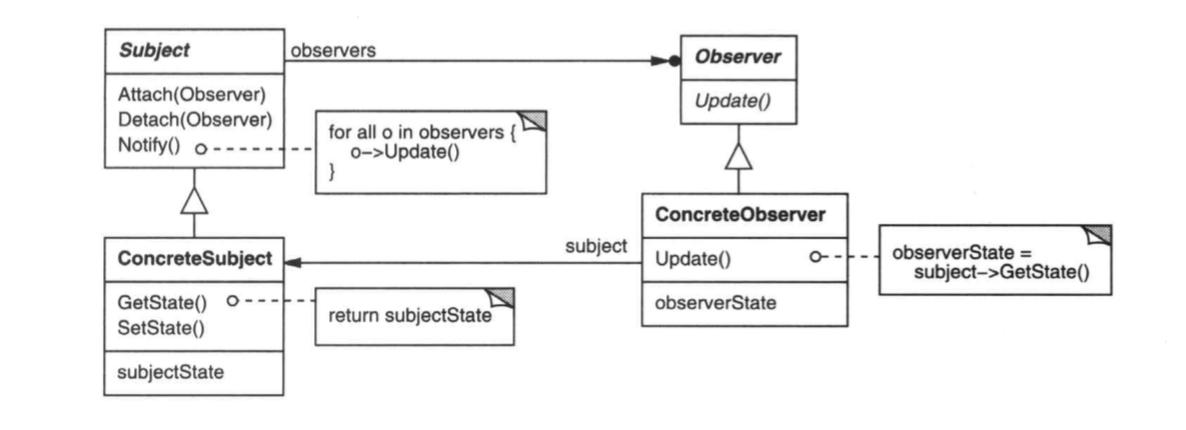 Subject
observers
Observer
Attach(Observer)
Detach(Observer)
Notify()
for all o in observers {
o->Update()
}
Update()
ConcreteSubject
GetState()
SetState()
subjectState
return subjectState
subject
ConcreteObserver
Update()
observerState
observerState =
subject->GetState()